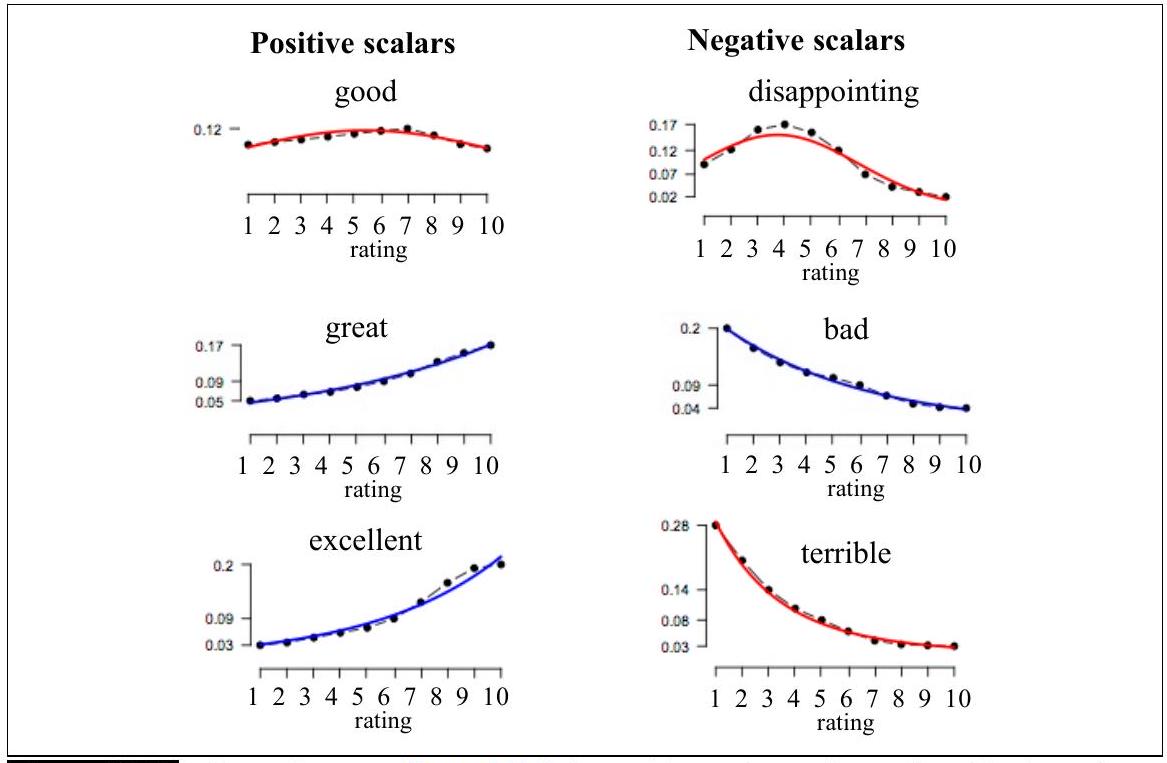 Positive scalars
good
0.12
1 2 3 4 5 6 7 8 9 10
rating
great
0.17
0.09
0.05
1 2 3 4 5 6 7 8 9 10
rating
excellent
0.2
0.09
0.03
1 2 3 4 5 6 7 8 9 10
rating
Negative scalars
disappointing
0.17
0.12
0.07
0.02
1 2 3 4 5 6 7 8 9 10
rating
bad
0.2
0.09
0.04
1 2 3 4 5 6 7 8 9 10
rating
terrible
0.28
0.14
0.08
0.03
1 2 3 4 5 6 7 8 9 10
rating